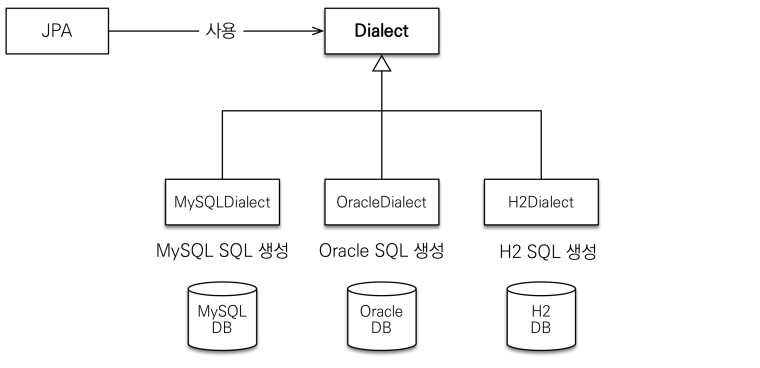 JPA
사용
Dialect
MySQLDialect
OracleDialect
H2Dialect
MySQL SQL 생성
Oracle SQL 생성
H2 SQL 생성
MySQL
DB
Oracle
DB
H2
DB